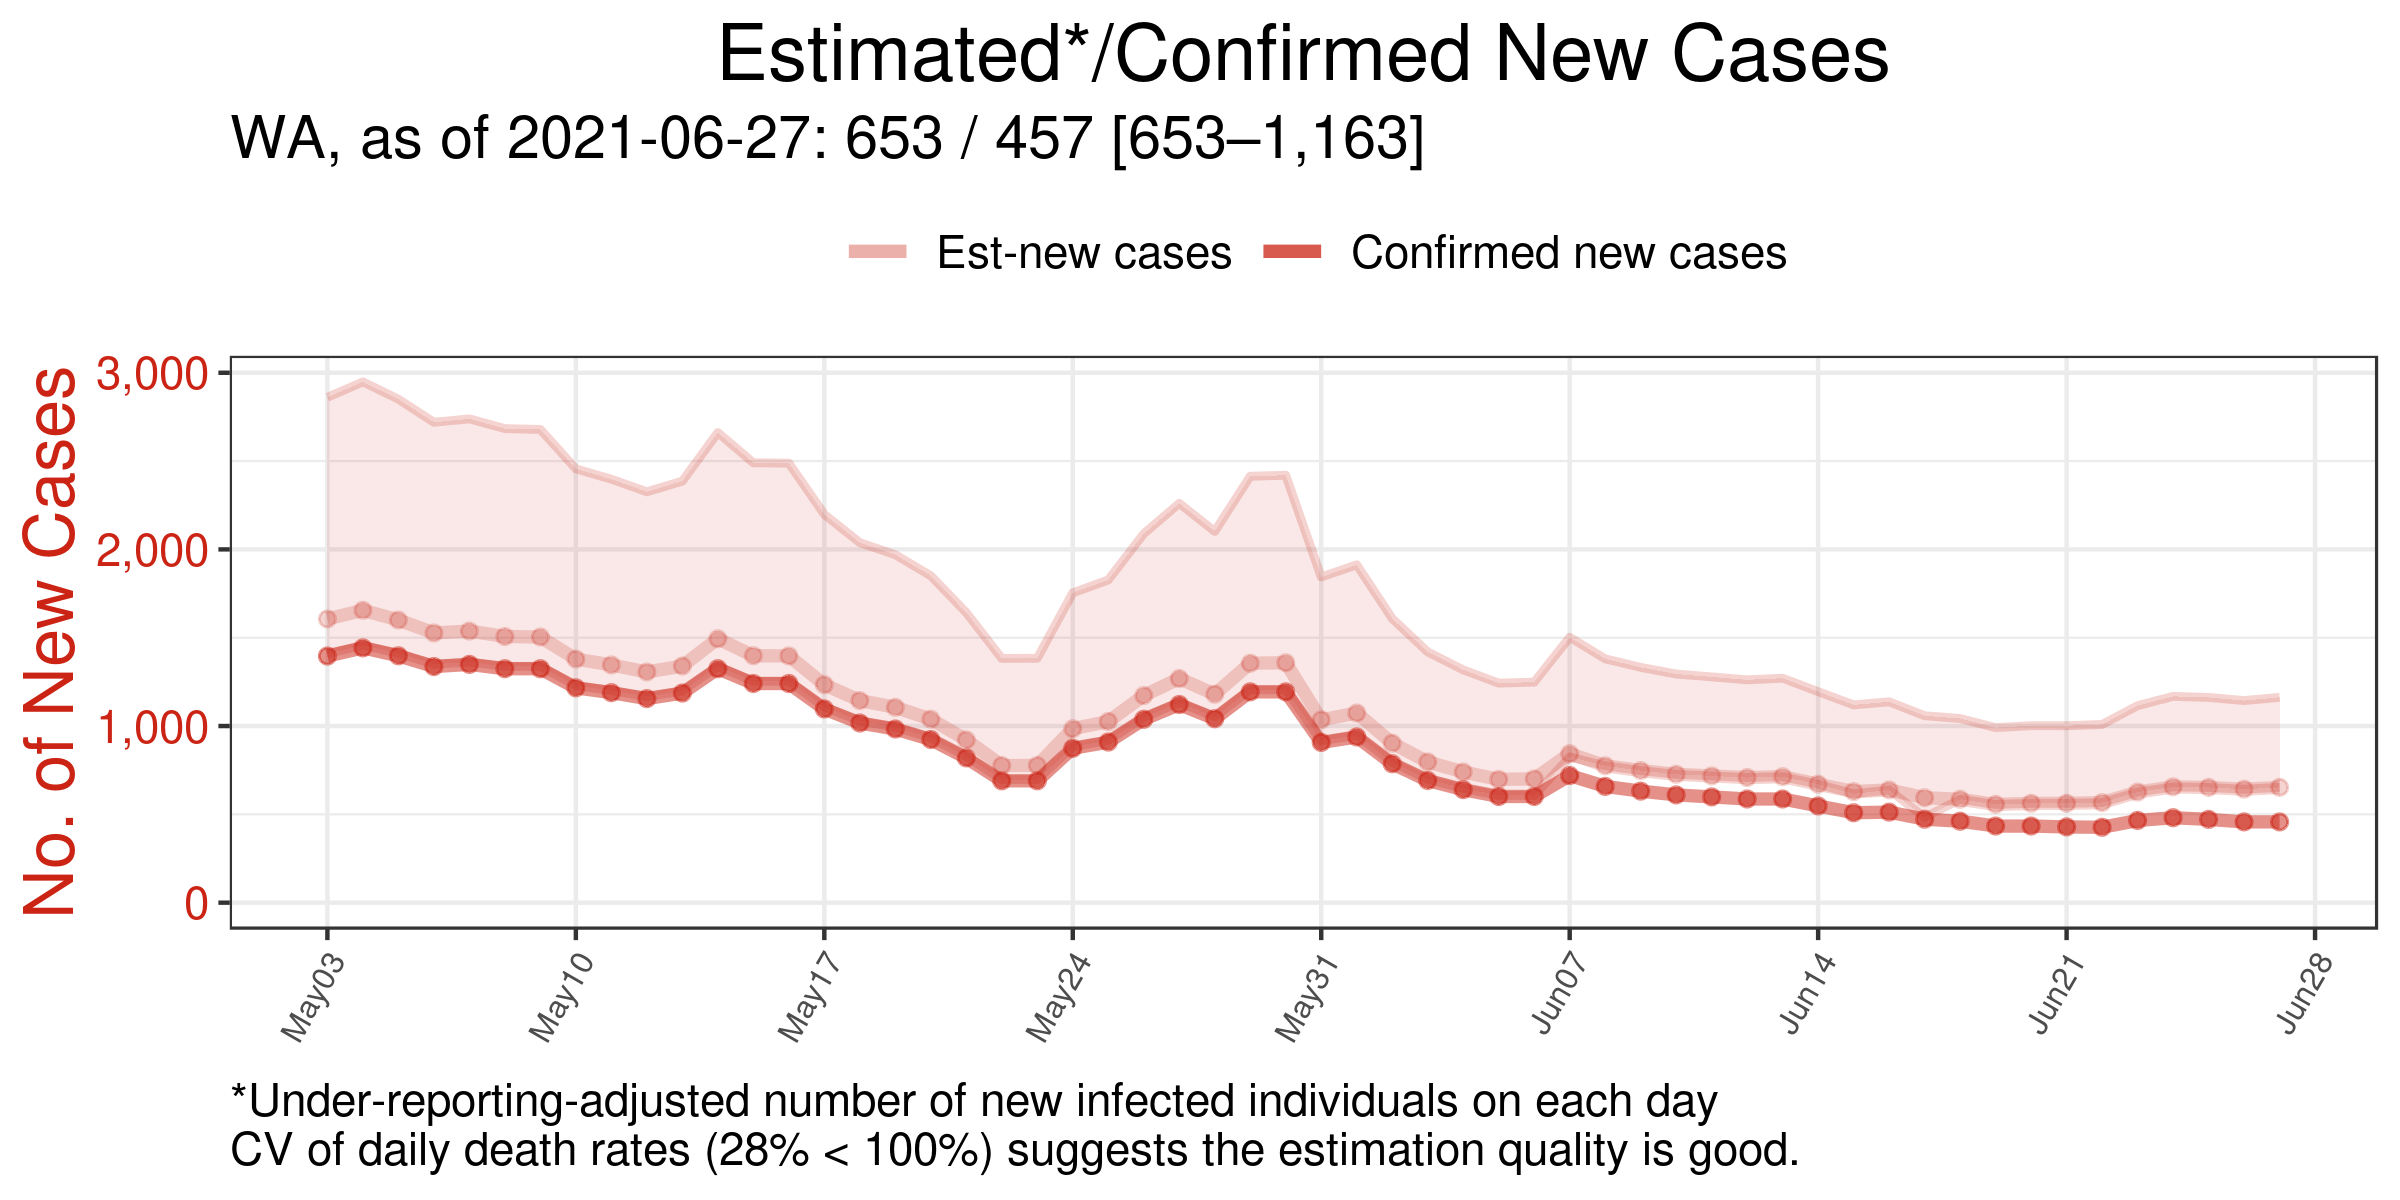 Estimated*/Confirmed New Cases
WA, as of 2021-06-27: 653 / 457 [653–1,163]
Est-new cases
Confirmed new cases
No. of New Cases
3,000
2,000
1,000
0
May03
May10
May17
May24
May31
Jun07
Jun14
Jun21
Jun28
*Under-reporting-adjusted number of new infected individuals on each day
CV of daily death rates (28% < 100%) suggests the estimation quality is good.